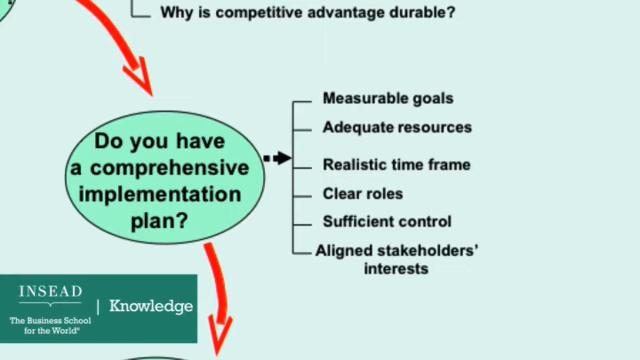 Why is competitive advantage durable?
Do you have
a comprehensive
implementation
plan?
Measurable goals
Adequate resources
Realistic time frame
Clear roles
Sufficient control
Aligned stakeholders'
interests
INSEAD
The Business School
for the World®
Knowledge